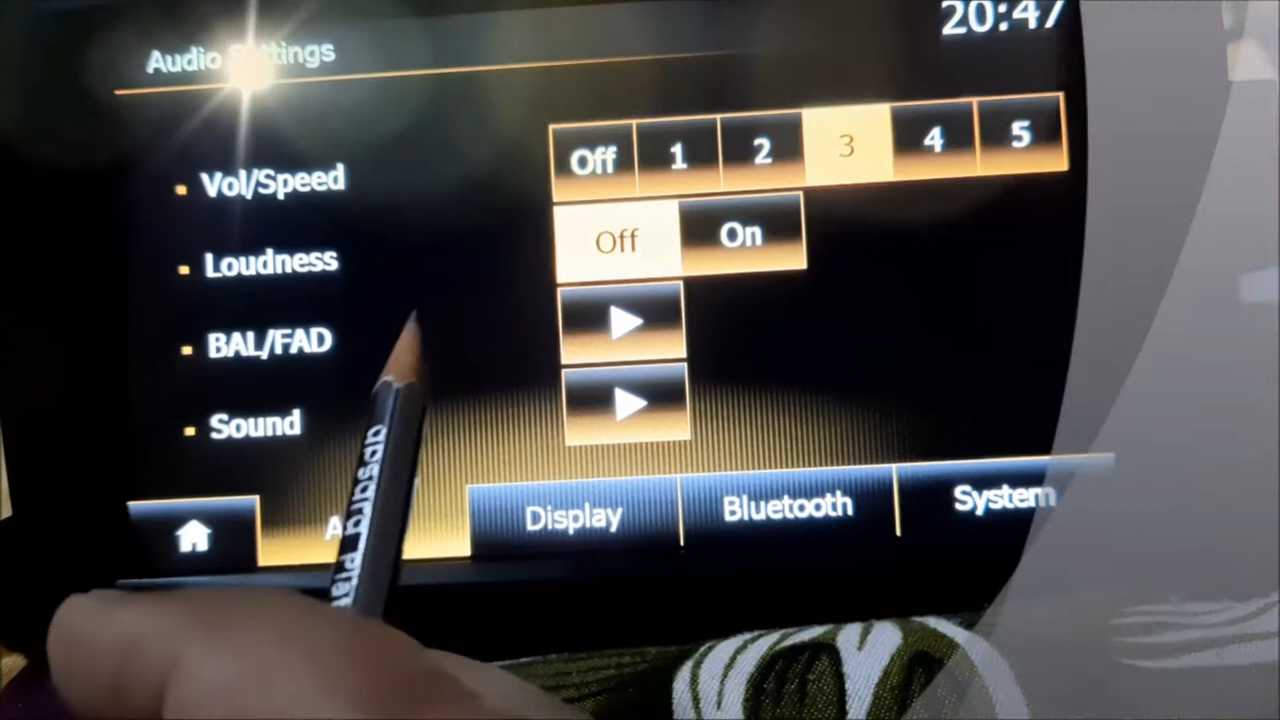 20:47
Audio
Vol/Speed Off 1 2 3 4 5
Loudness Off On
BAL/FAD
Sound
Display Bluetooth System
apsara